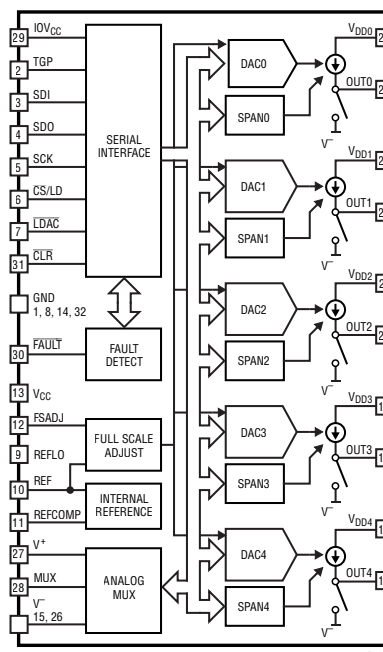 29 IOVCC
2 TGP
3 SDI
4 SDO
5 SCK
6 CS/LD
7 LDAC
31 CLR
GND
1, 8, 14, 32
30 FAULT
13 VCC
12 FSADJ
9 REFLO
10 REF
11 REFCOMP
27 V+
28 MUX
V–
15, 26
SERIAL
INTERFACE
FAULT
DETECT
FULL SCALE
ADJUST
INTERNAL
REFERENCE
ANALOG
MUX
DAC0
SPAN0
VDD0
OUT0
V–
DAC1
SPAN1
VDD1
OUT1
V–
DAC2
SPAN2
VDD2
OUT2
V–
DAC3
SPAN3
VDD3
OUT3
V–
DAC4
SPAN4
VDD4
OUT4
V–